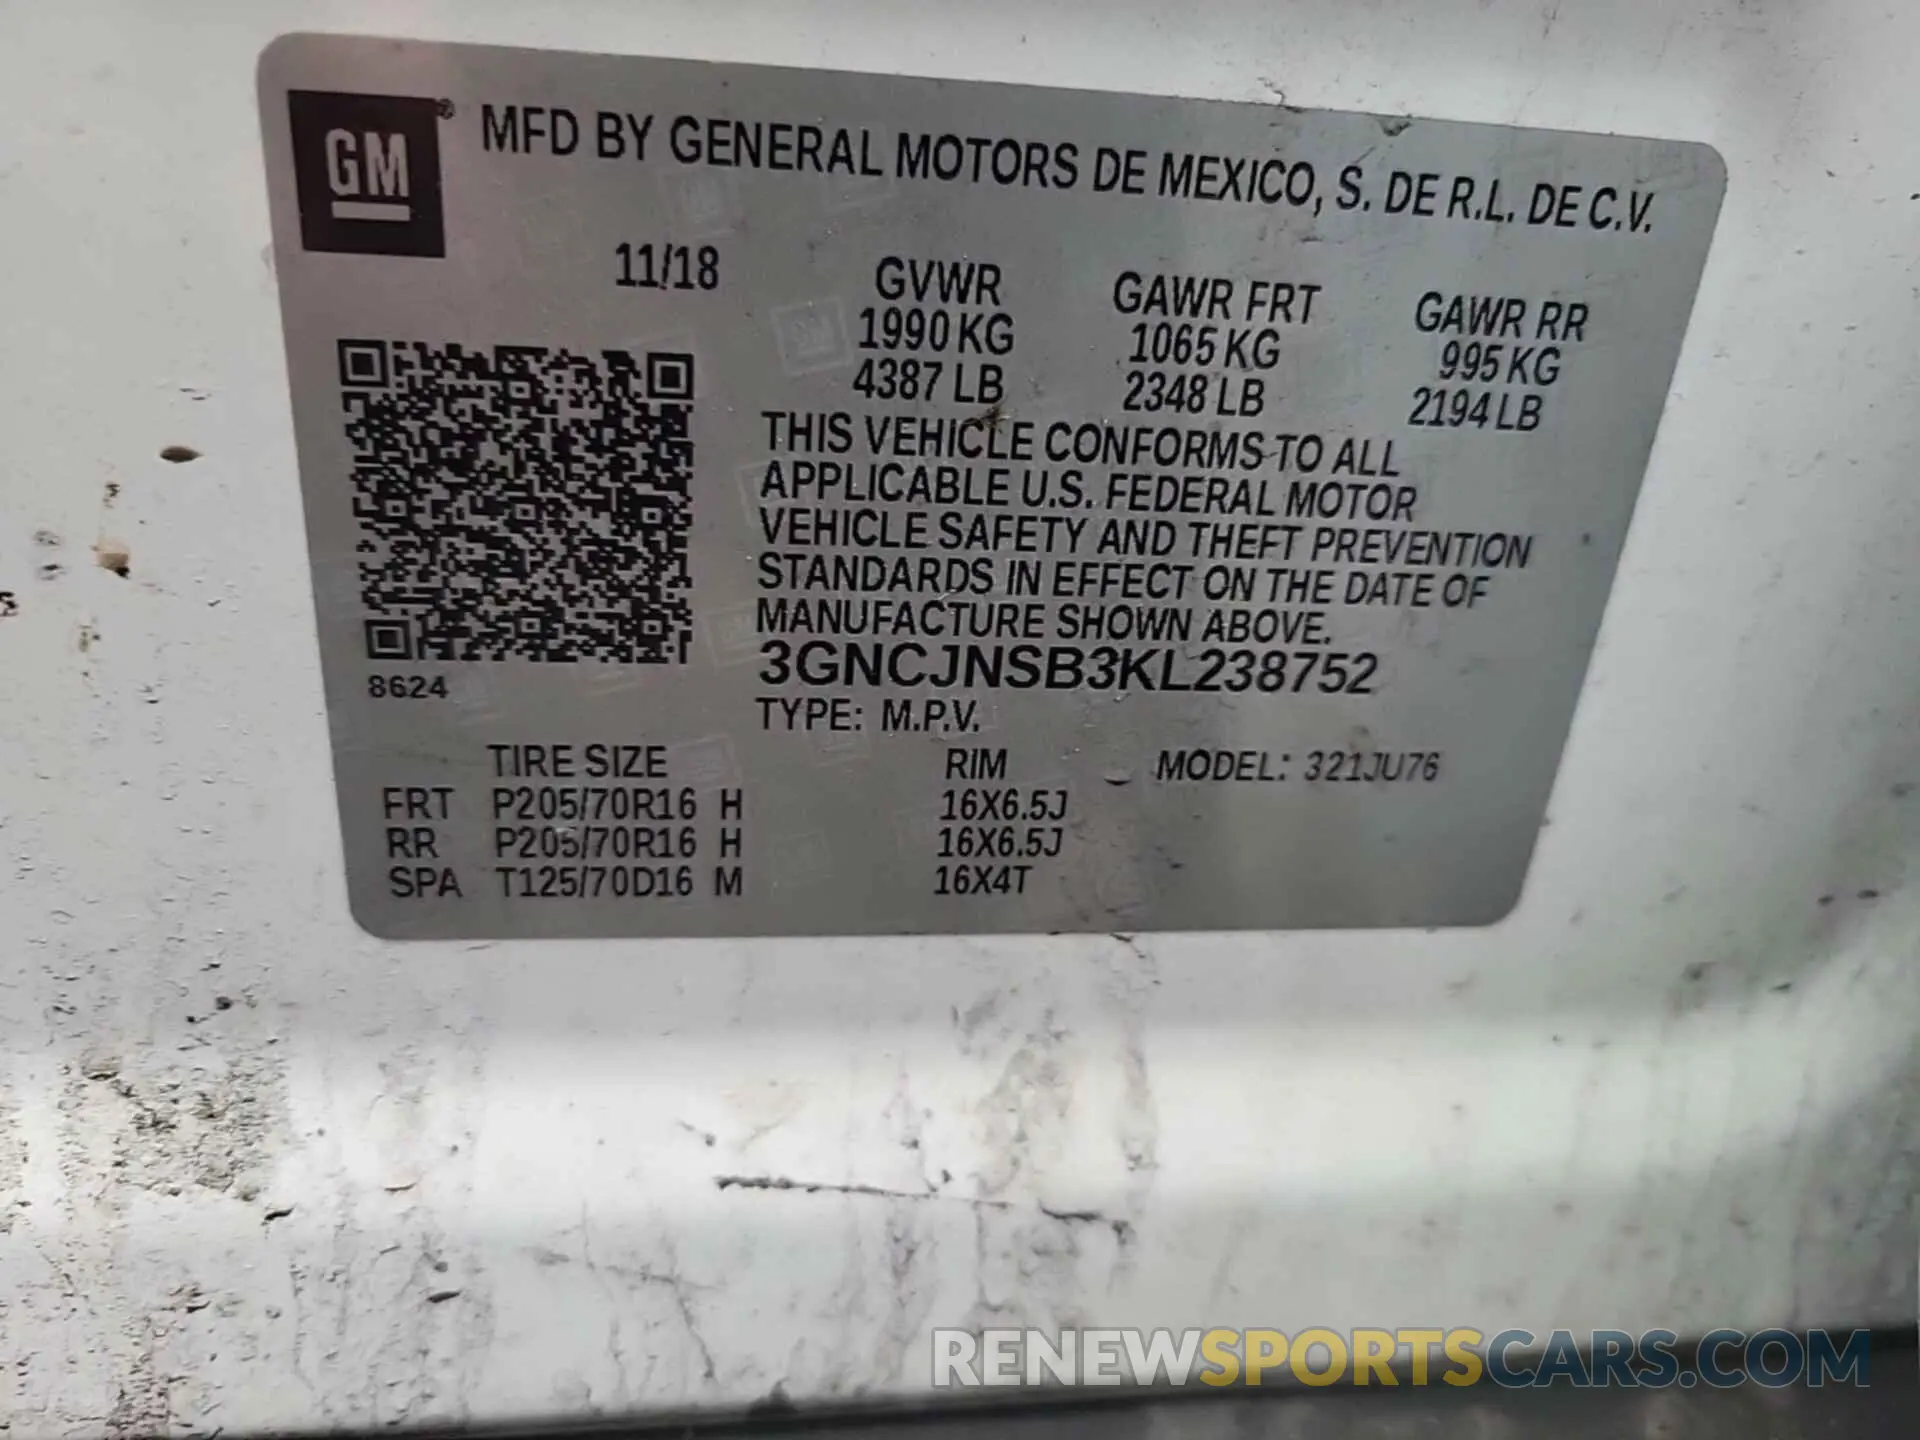 GM® MFD BY GENERAL MOTORS DE MEXICO, S. DE R.L. DE C.V.
11/18
GVWR GAWR FRT GAWR RR
1990 KG 1065 KG 995 KG
4387 LB 2348 LB 2194 LB
THIS VEHICLE CONFORMS TO ALL
APPLICABLE U.S. FEDERAL MOTOR
VEHICLE SAFETY AND THEFT PREVENTION
STANDARDS IN EFFECT ON THE DATE OF
MANUFACTURE SHOWN ABOVE.
3GNCJNSB3KL238752
8624
TYPE: M.P.V.
TIRE SIZE RIM MODEL: 321JU76
FRT P205/70R16 H 16X6.5J
RR P205/70R16 H 16X6.5J
SPA T125/70D16 M 16X4T
RENEWSPORTSCARS.COM